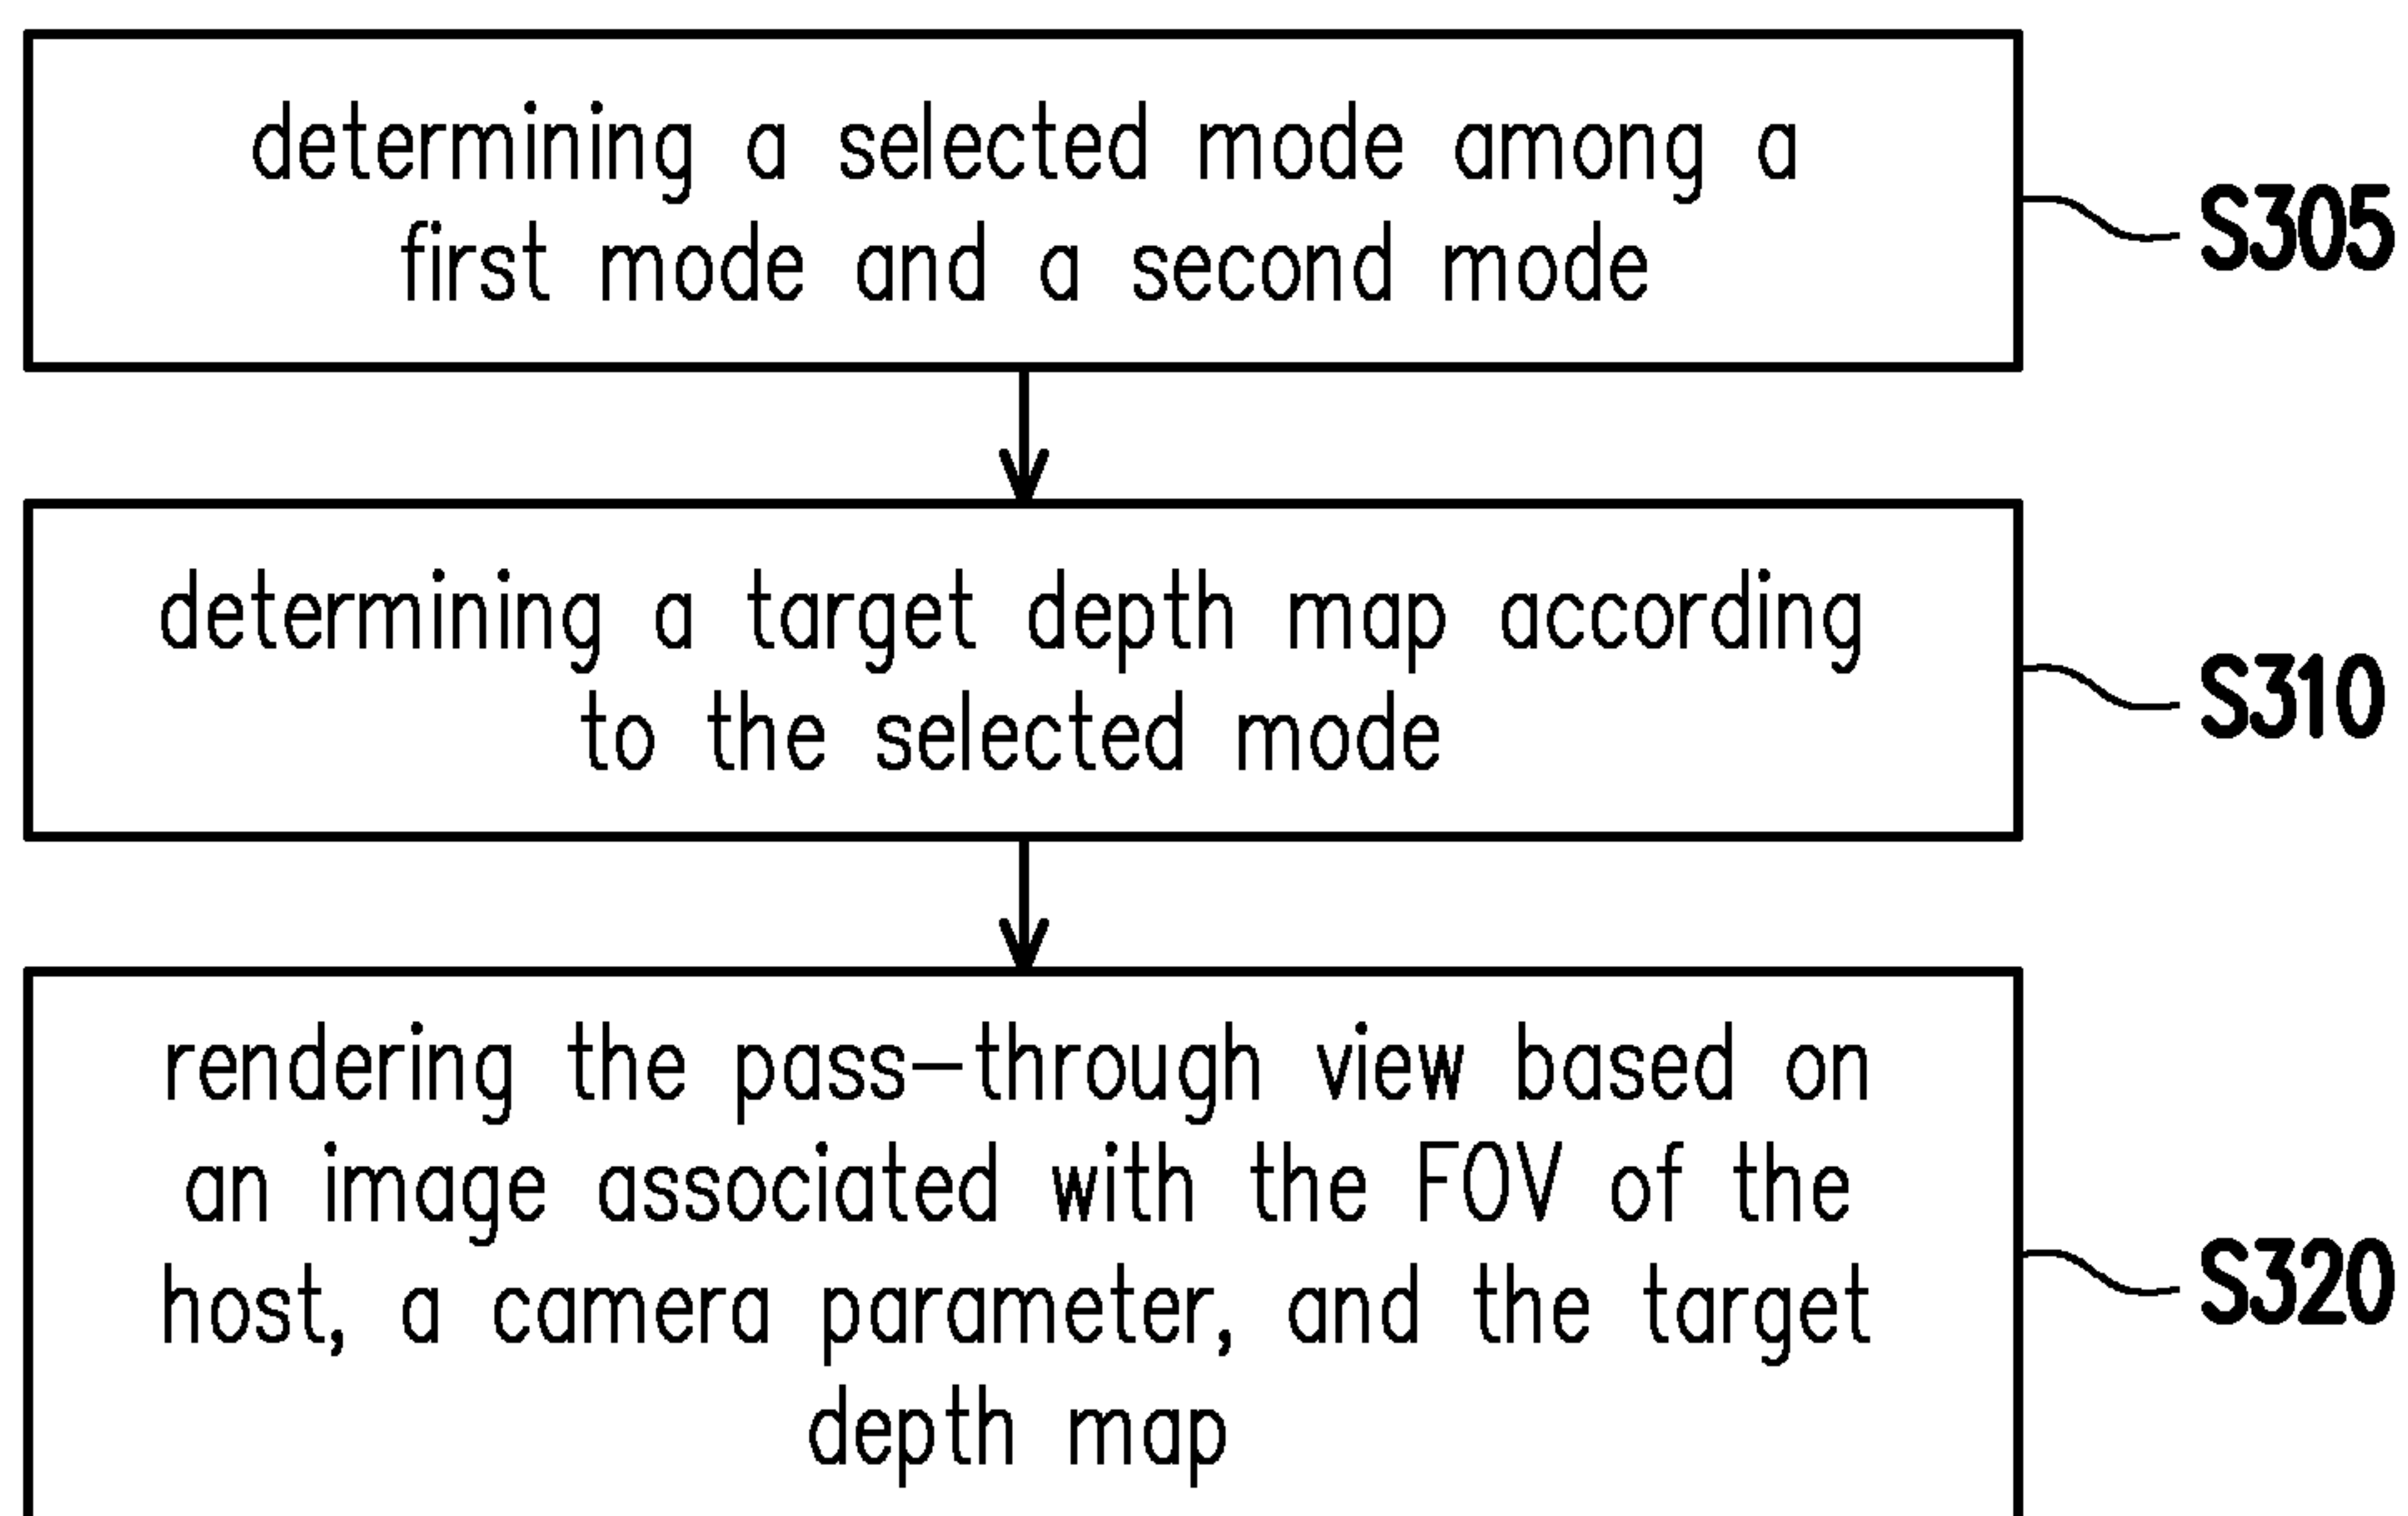 determining a selected mode among a
first mode and a second mode
S305
determining a target depth map according
to the selected mode
S310
rendering the pass-through view based on
an image associated with the FOV of the
host, a camera parameter, and the target
depth map
S320